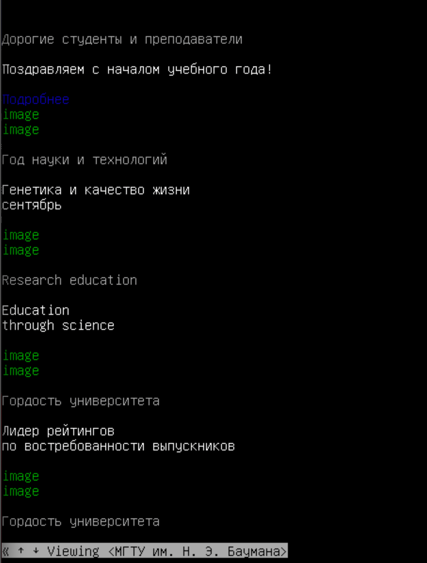 Дорогие студенты и преподаватели
Поздравляем с началом учебного года!
Подробнее
image
image
Год науки и технологий
Генетика и качество жизни
сентябрь
image
image
Research education
Education
through science
image
image
Гордость университета
Лидер рейтингов
по востребованности выпускников
image
image
Гордость университета
« ↑ ↓ Viewing <МГТУ им. Н. Э. Баумана>